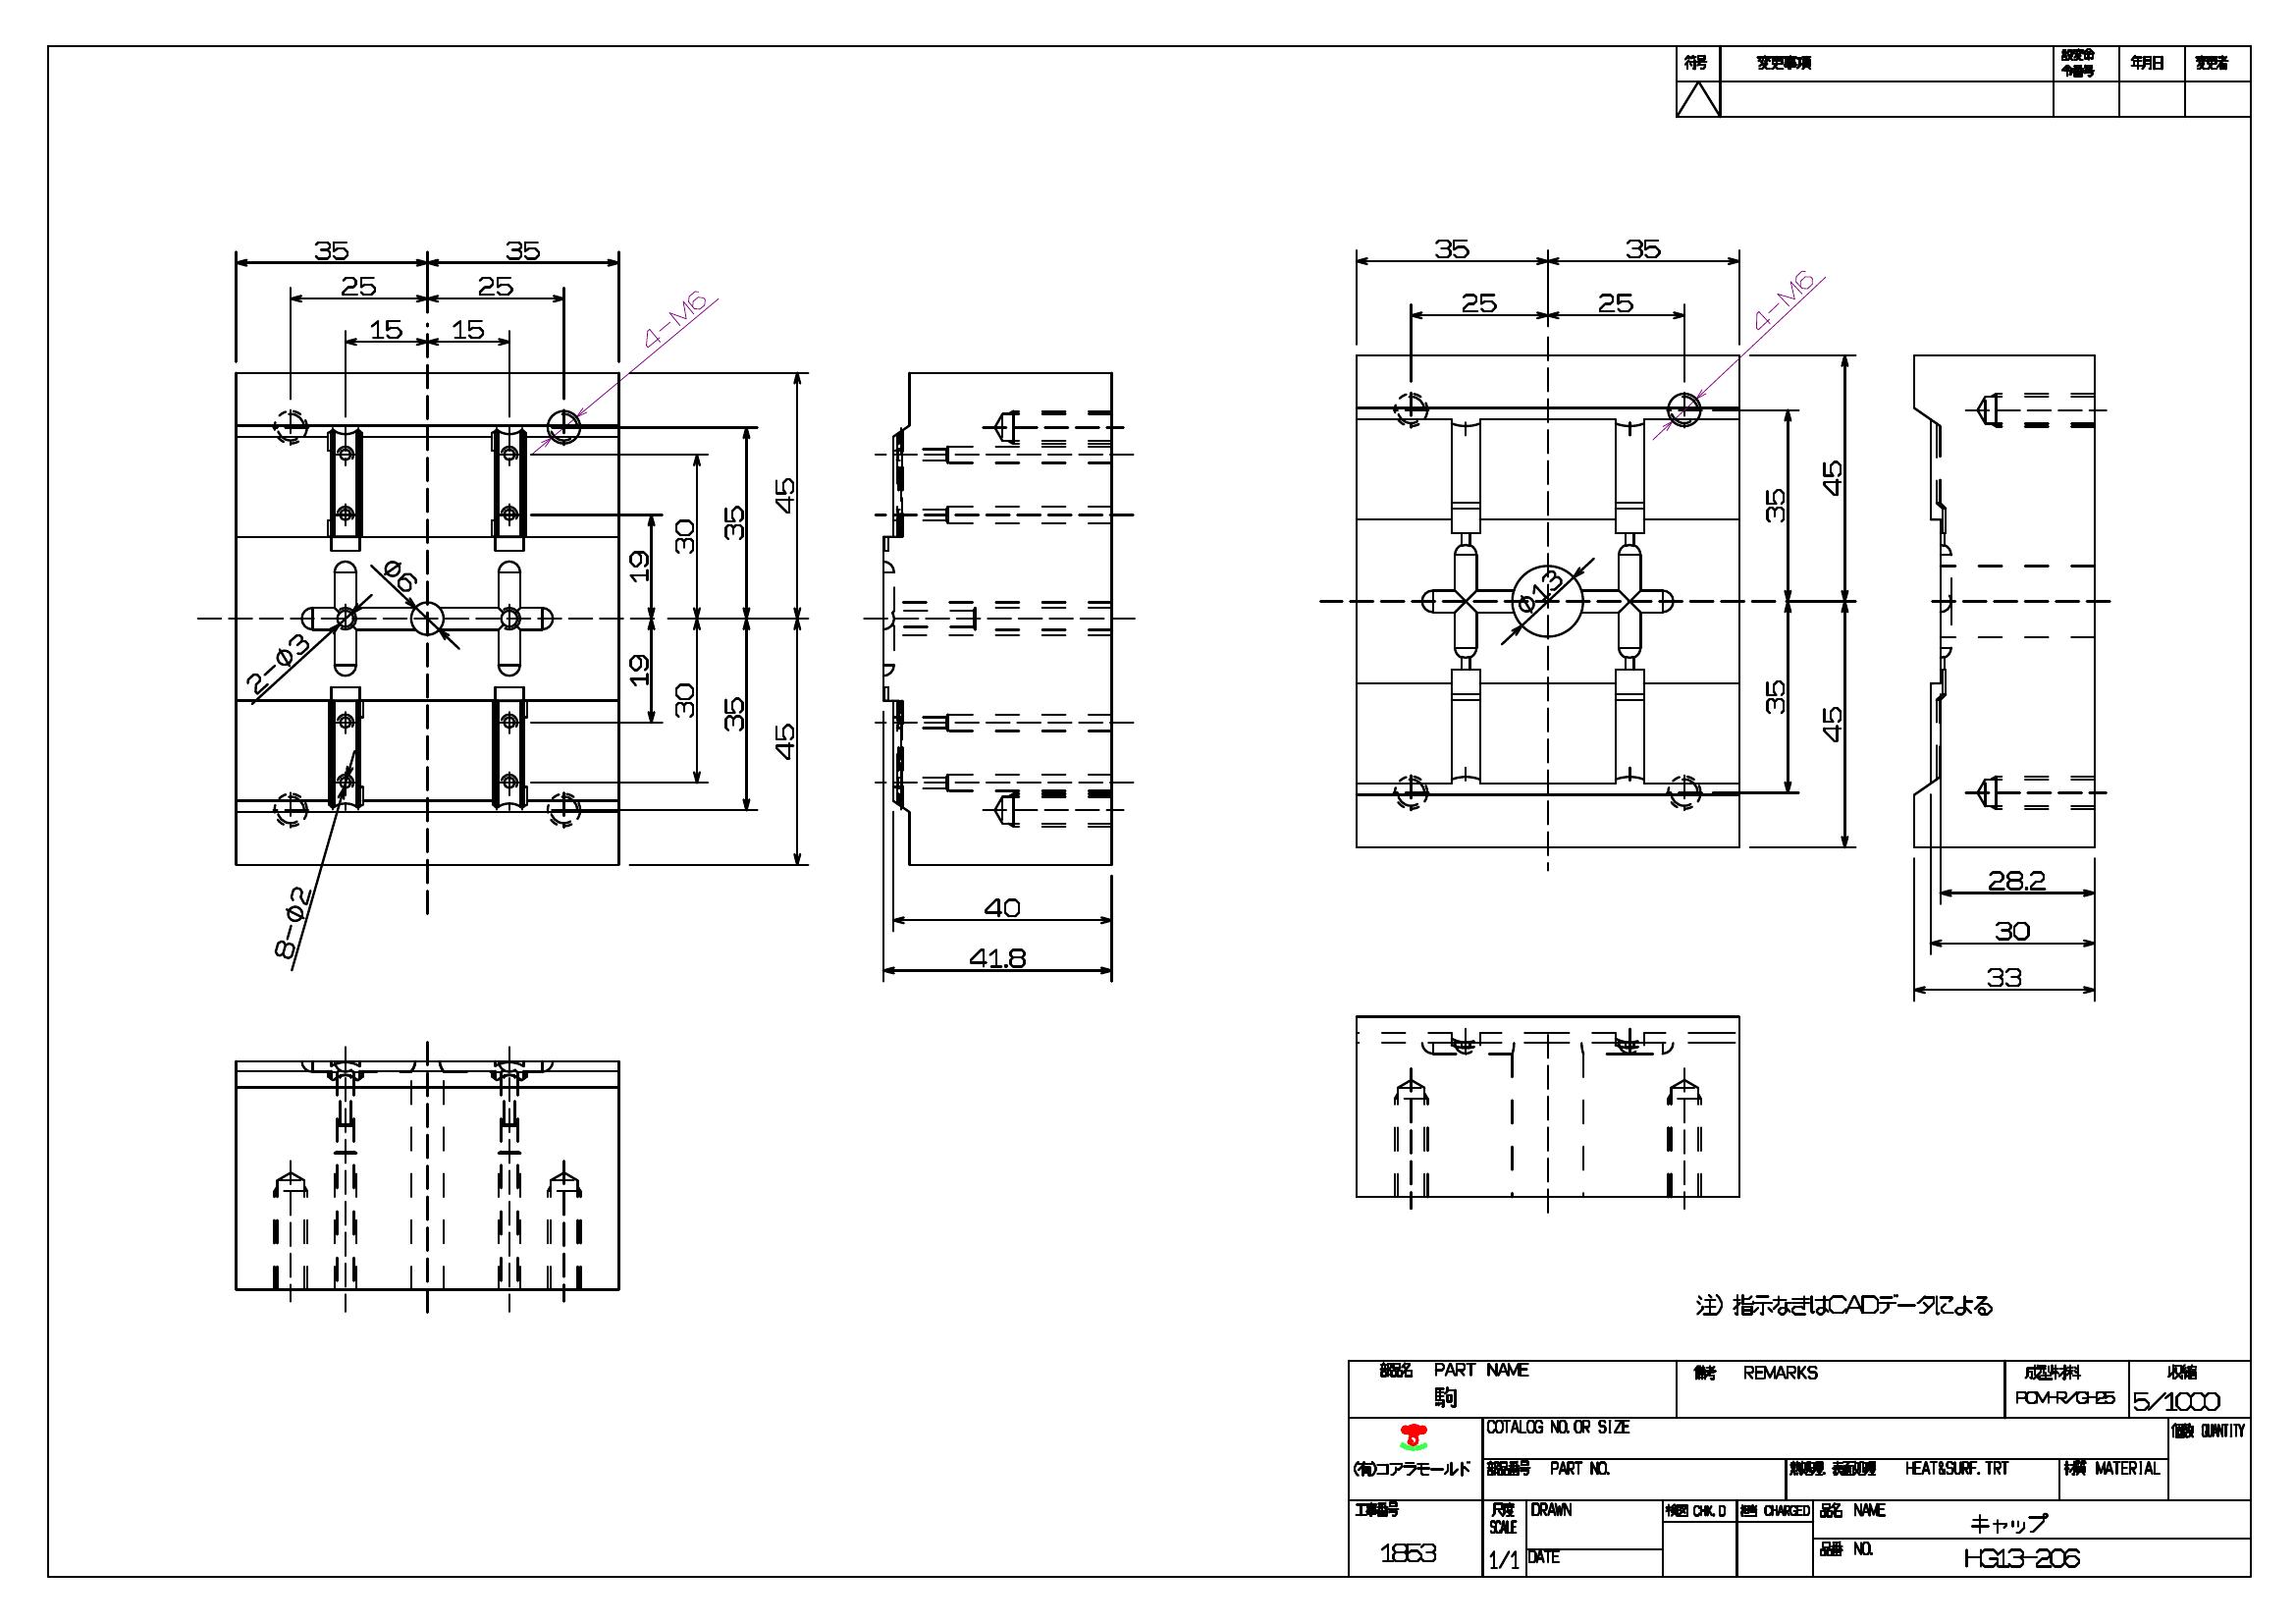 符号 変更事項 設変命 年月日 変更者
令番号
35 35
25 25
15 15
4-M6
45
35
30
19
19
30
35
45
ø6
2-ø3
8-ø2
40
41.8
35 35
25 25
4-M6
45
35
ø13
35
45
28.2
30
33
注) 指示なきはCADデータによる
部品名 PART NAME 備考 REMARKS 成型材料 収縮
駒 POM-R/GH-25 5/1000
COTALOG NO. OR SIZE 個数 QUANTITY
(有)コアラモールド 部品番号 PART NO. 熱処理. 表面処理 HEAT&SURF. TRT 材質 MATERIAL
工事番号 尺度 DRAWN 検図 CHK. D 担当 CHARGED 品名 NAME
SCALE キャップ
1853 1/1 DATE 品番 NO. HG13-206